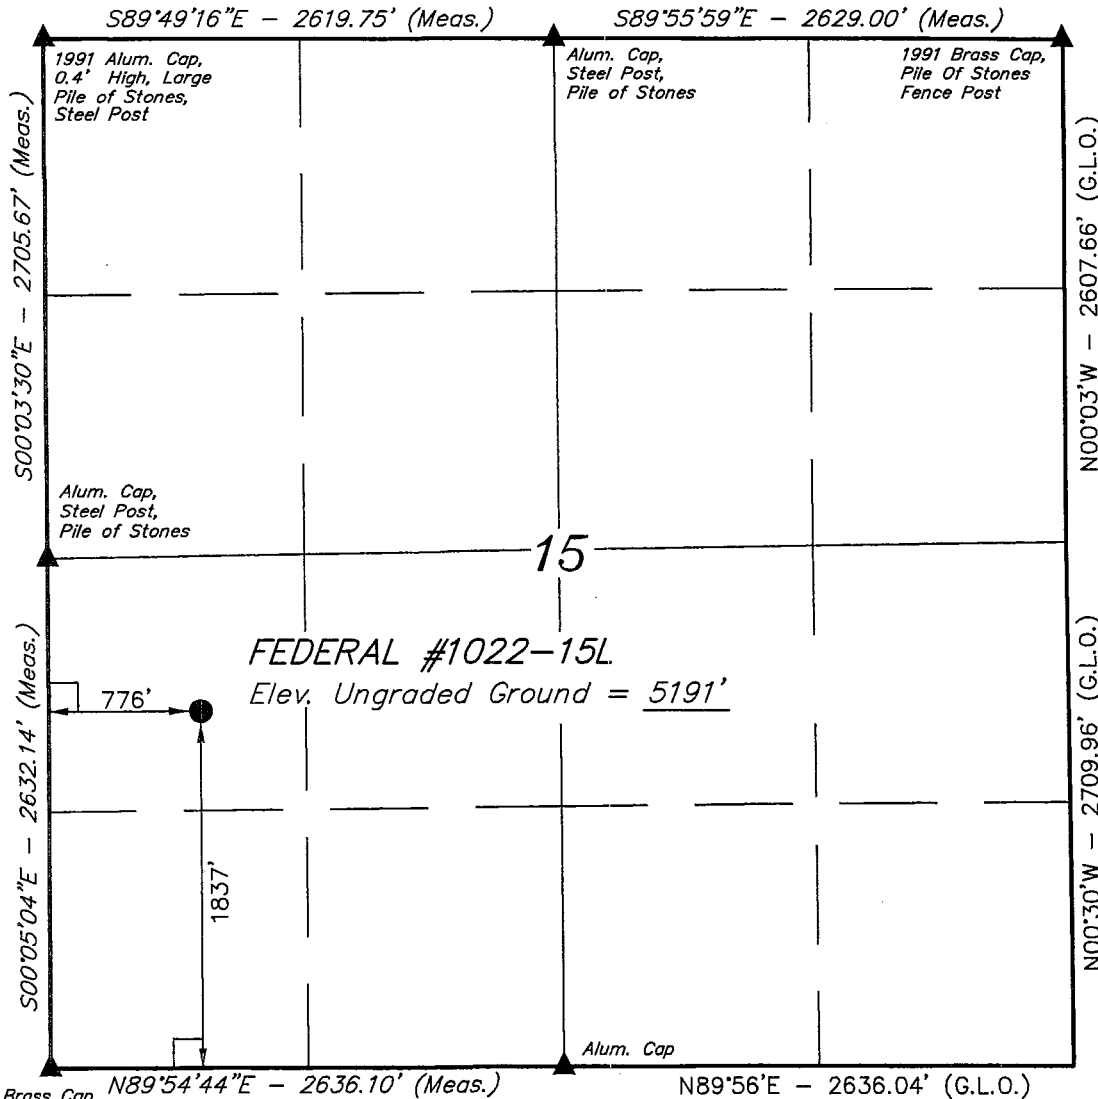 S89°49'16"E – 2619.75' (Meas.)
S89°55'59"E – 2629.00' (Meas.)
1991 Alum. Cap,
0.4' High, Large
Pile of Stones,
Steel Post
Alum. Cap,
Steel Post,
Pile of Stones
1991 Brass Cap,
Pile Of Stones
Fence Post
S00°03'30"E – 2705.67' (Meas.)
N00°03'W – 2607.66' (G.L.O.)
Alum. Cap,
Steel Post,
Pile of Stones
15
FEDERAL #1022–15L
Elev. Ungraded Ground = 5191'
776'
1837'
S00°05'04"E – 2632.14' (Meas.)
N00°30'W – 2709.96' (G.L.O.)
Alum. Cap
Brass Cap
N89°54'44"E – 2636.10' (Meas.)
N89°56'E – 2636.04' (G.L.O.)